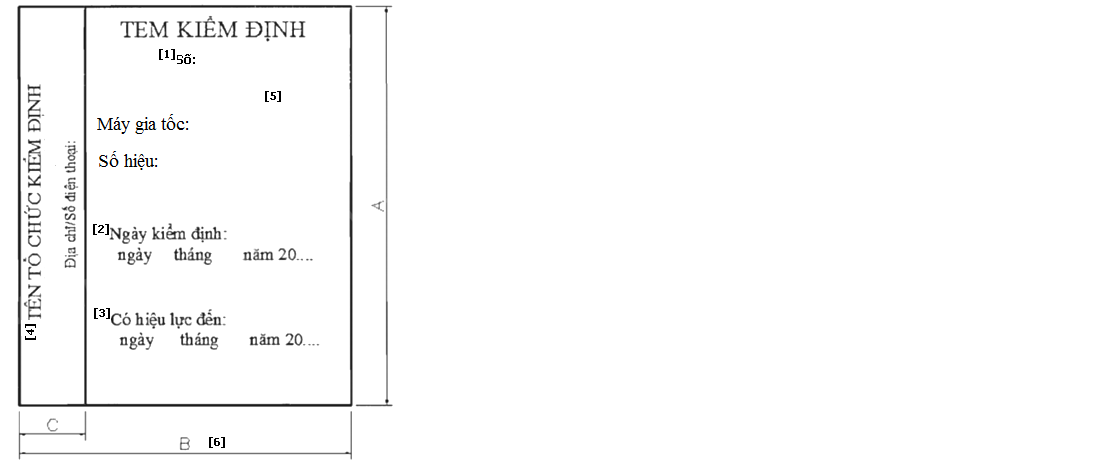 TEM KIỂM ĐỊNH
[1]Số:
[5]
Máy gia tốc:
Số hiệu:
[2]Ngày kiểm định:
ngày tháng năm 20....
[3]Có hiệu lực đến:
ngày tháng năm 20....
[4]TÊN TỔ CHỨC KIỂM ĐỊNH
Địa chỉ/Số điện thoại:
A
C
B [6]